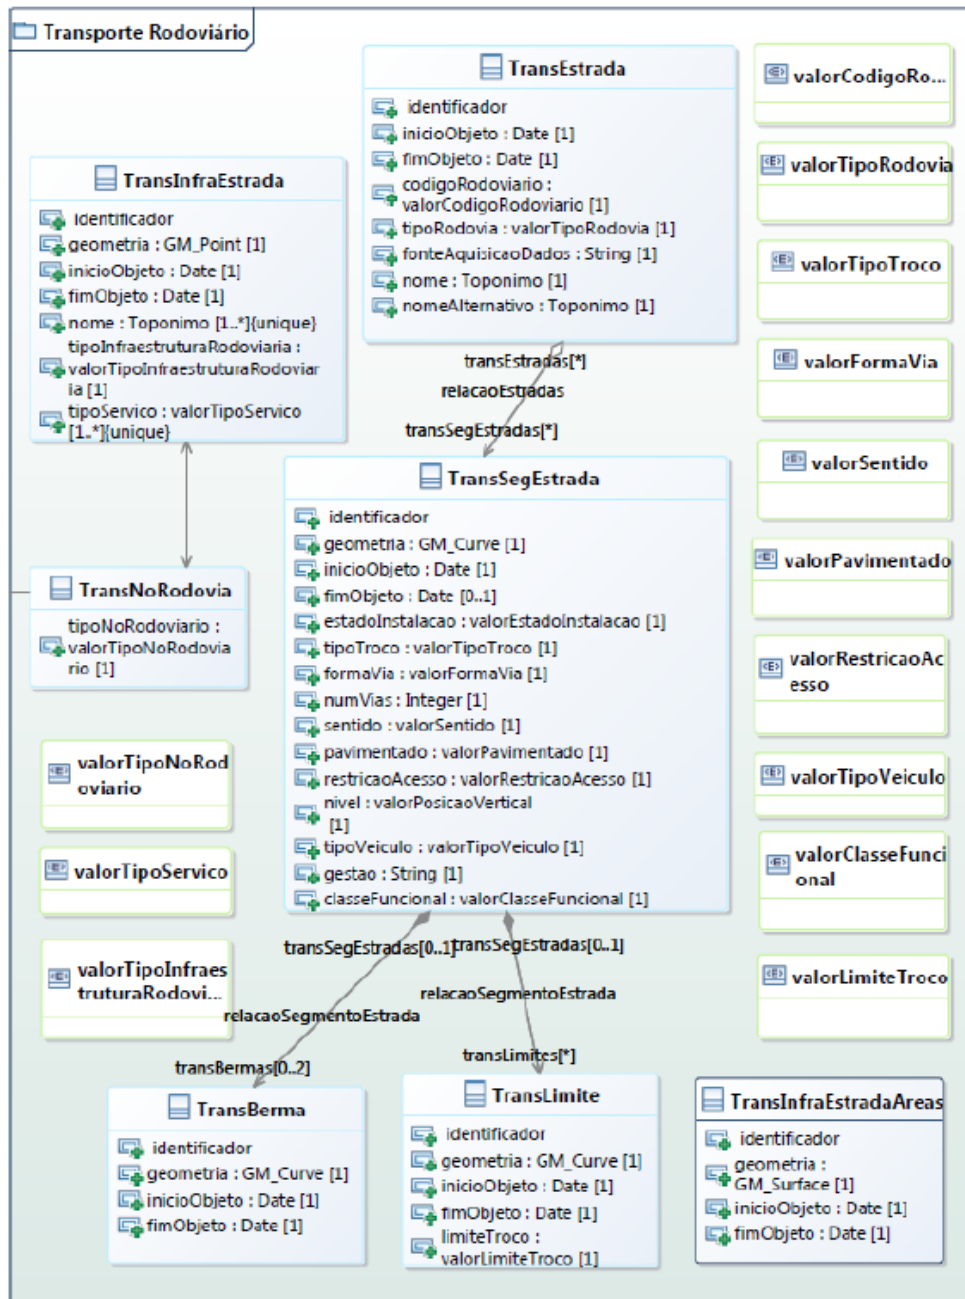 Transporte Rodoviário
TransEstrada
identificador
inicioObjeto : Date [1]
fimObjeto : Date [1]
codigoRodoviario :
valorCodigoRodoviario [1]
tipoRodovia : valorTipoRodovia [1]
fonteAquisicaoDados : String [1]
nome : Toponimo [1]
nomeAlternativo : Toponimo [1]
TransInfraEstrada
identificador
geometria : GM_Point [1]
inicioObjeto : Date [1]
fimObjeto : Date [1]
nome : Toponimo [1..*]{unique}
tipoInfraestruturaRodoviaria :
valorTipoInfraestruturaRodoviar
ia [1]
tipoServico : valorTipoServico
[1..*]{unique}
transEstradas[*]
relacaoEstradas
transSegEstradas[*]
TransSegEstrada
identificador
geometria : GM_Curve [1]
inicioObjeto : Date [1]
fimObjeto : Date [0..1]
estadoInstalacao : valorEstadoInstalacao [1]
tipoTroco : valorTipoTroco [1]
formaVia : valorFormaVia [1]
numVias : Integer [1]
sentido : valorSentido [1]
pavimentado : valorPavimentado [1]
restricaoAcesso : valorRestricaoAcesso [1]
nivel : valorPosicaoVertical
[1]
tipoVeiculo : valorTipoVeiculo [1]
gestao : String [1]
classeFuncional : valorClasseFuncional [1]
TransNoRodovia
tipoNoRodoviario :
valorTipoNoRodovia
rio [1]
valorTipoNoRod
oviario
valorTipoServico
valorTipoInfraes
truturaRodovi...
valorCodigoRo...
valorTipoRodovia
valorTipoTroco
valorFormaVia
valorSentido
valorPavimentado
valorRestricaoAc
esso
valorTipoVeiculo
valorClasseFunci
onal
valorLimiteTroco
transSegEstradas[0..1]
transSegEstradas[0..1]
relacaoSegmentoEstrada
relacaoSegmentoEstrada
transBermas[0..2]
transLimites[*]
TransBerma
identificador
geometria : GM_Curve [1]
inicioObjeto : Date [1]
fimObjeto : Date [1]
TransLimite
identificador
geometria : GM_Curve [1]
inicioObjeto : Date [1]
fimObjeto : Date [1]
limiteTroco :
valorLimiteTroco [1]
TransInfraEstradaAreas
identificador
geometria :
GM_Surface [1]
inicioObjeto : Date [1]
fimObjeto : Date [1]